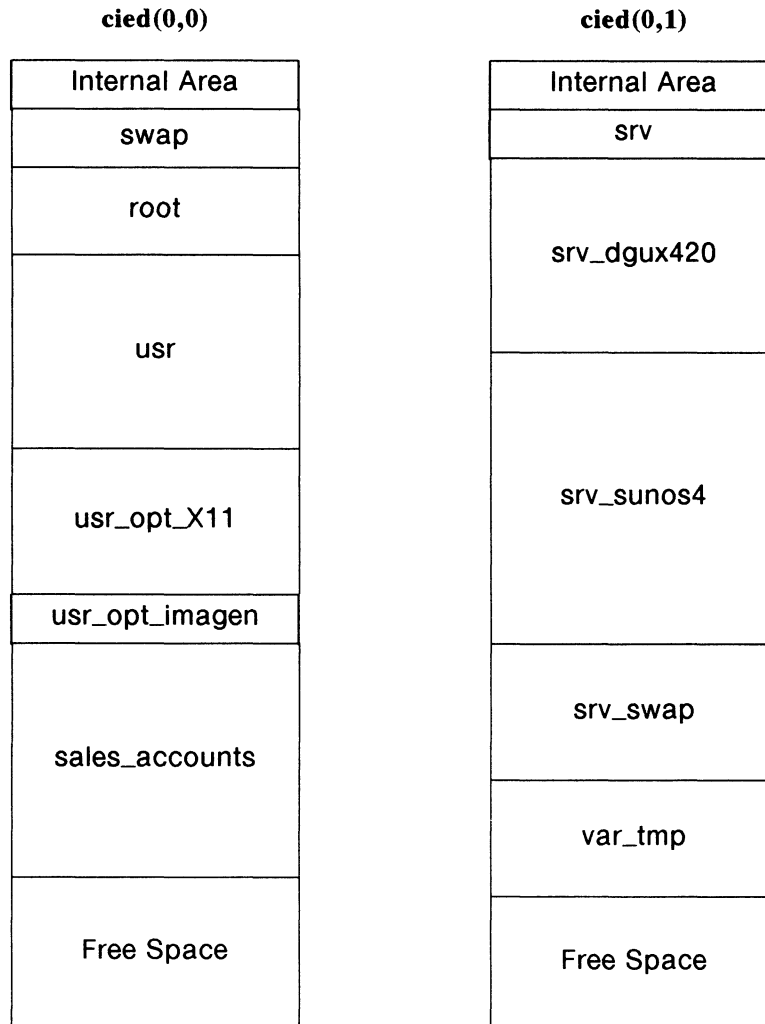 cied(0,0)
Internal Area
swap
root
usr
usr_opt_X11
usr_opt_imagen
sales_accounts
Free Space
cied(0,1)
Internal Area
srv
srv_dgux420
srv_sunos4
srv_swap
var_tmp
Free Space